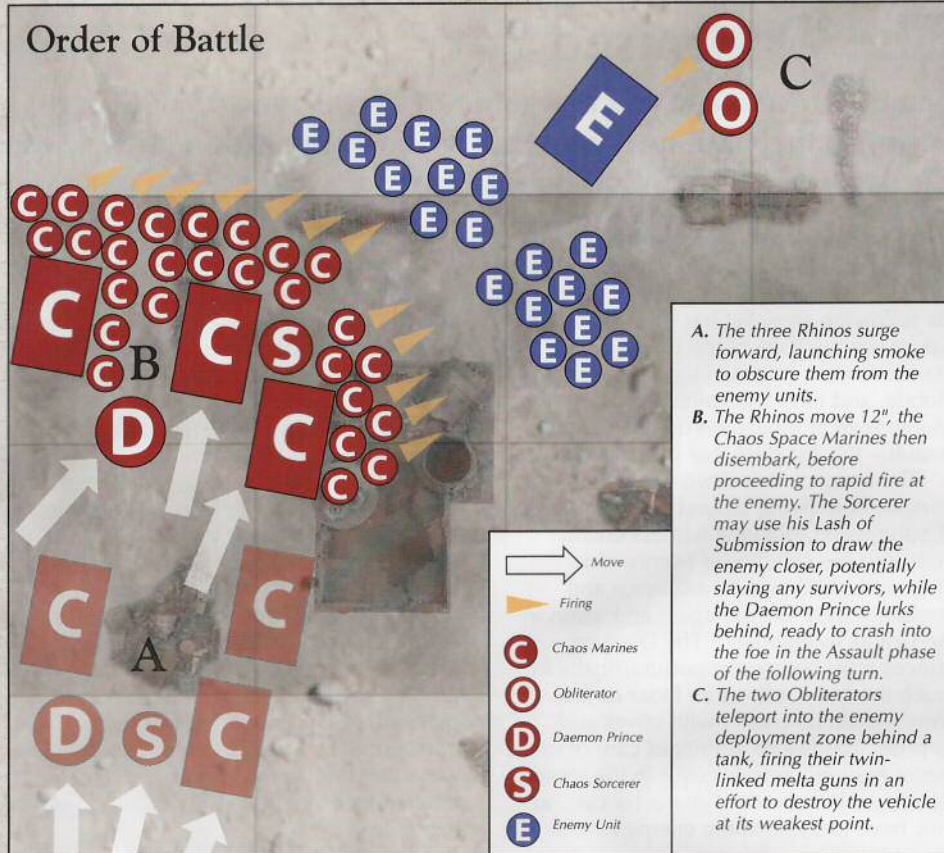 Order of Battle
O
C
O
E
E E E E E
E E E E E
E E E E E
E E E E E
C C C C C C
C C C C C C C
C C C C C C
C C S C
C C C
C C C C C
B
D
C
C C
A
D S C
Move
Firing
C Chaos Marines
O Obliterator
D Daemon Prince
S Chaos Sorcerer
E Enemy Unit
A. The three Rhinos surge
forward, launching smoke
to obscure them from the
enemy units.
B. The Rhinos move 12", the
Chaos Space Marines then
disembark, before
proceeding to rapid fire at
the enemy. The Sorcerer
may use his Lash of
Submission to draw the
enemy closer, potentially
slaying any survivors, while
the Daemon Prince lurks
behind, ready to crash into
the foe in the Assault phase
of the following turn.
C. The two Obliterators
teleport into the enemy
deployment zone behind a
tank, firing their twin-
linked melta guns in an
effort to destroy the vehicle
at its weakest point.